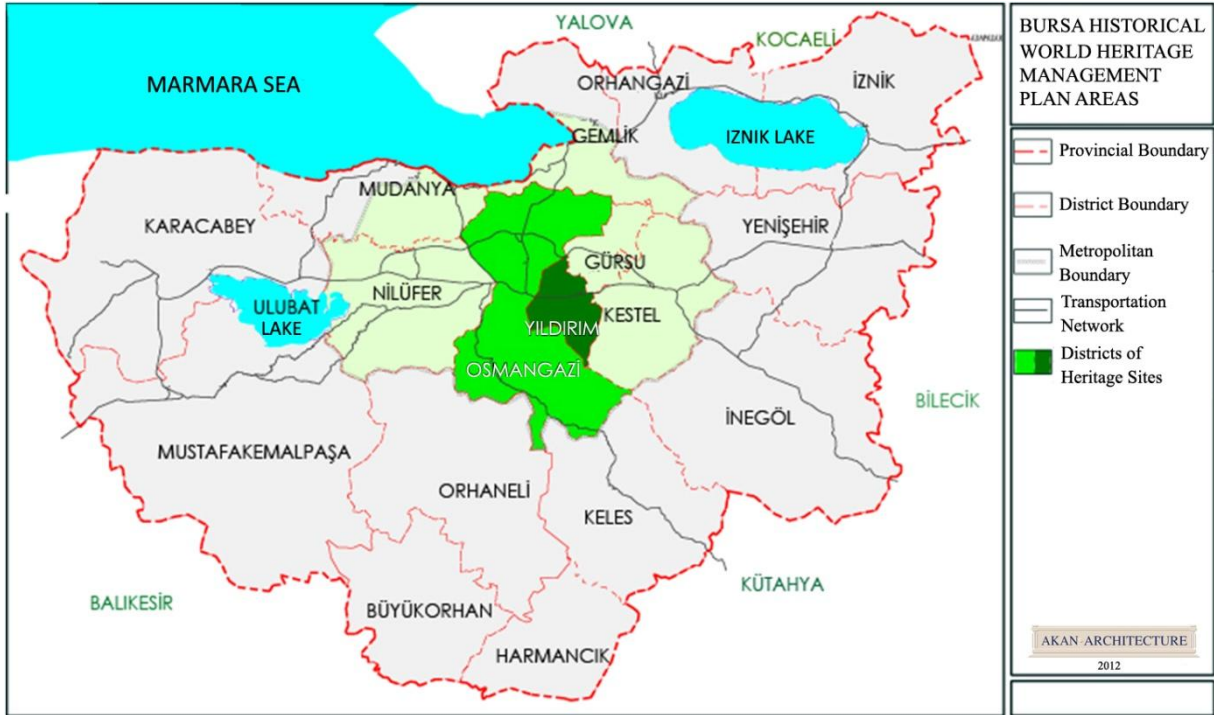 YALOVA
KOCAELİ
MARMARA SEA
ORHANGAZİ
İZNİK
GEMLİK
IZNIK LAKE
MUDANYA
KARACABEY
YENİŞEHİR
GÜRSU
NİLÜFER
ULUBAT
LAKE
KESTEL
YILDIRIM
OSMANGAZİ
BİLECİK
İNEGÖL
MUSTAFAKEMALPAŞA
ORHANELİ
KELES
KÜTAHYA
BALIKESİR
BÜYÜKORHAN
HARMANCIK
BURSA HISTORICAL
WORLD HERITAGE
MANAGEMENT
PLAN AREAS
Provincial Boundary
District Boundary
Metropolitan
Boundary
Transportation
Network
Districts of
Heritage Sites
AKAN ARCHITECTURE
2012